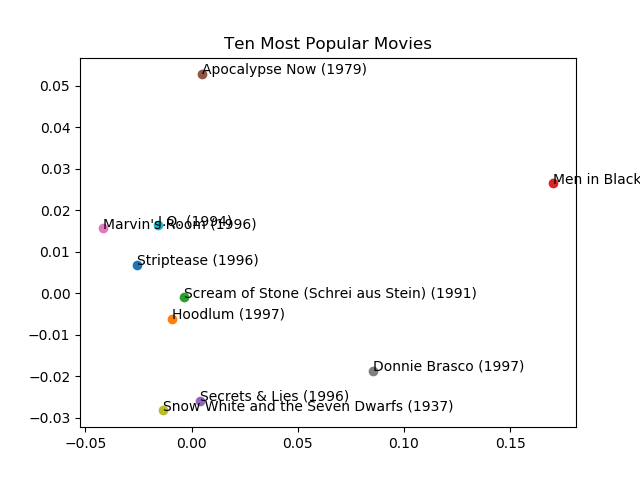 Ten Most Popular Movies
0.05
0.04
0.03
0.02
0.01
0.00
−0.01
−0.02
−0.03
Apocalypse Now (1979)
Men in Black
I.Q. (1994)
Marvin's Room (1996)
Striptease (1996)
Scream of Stone (Schrei aus Stein) (1991)
Hoodlum (1997)
Donnie Brasco (1997)
Secrets & Lies (1996)
Snow White and the Seven Dwarfs (1937)
−0.05
0.00
0.05
0.10
0.15